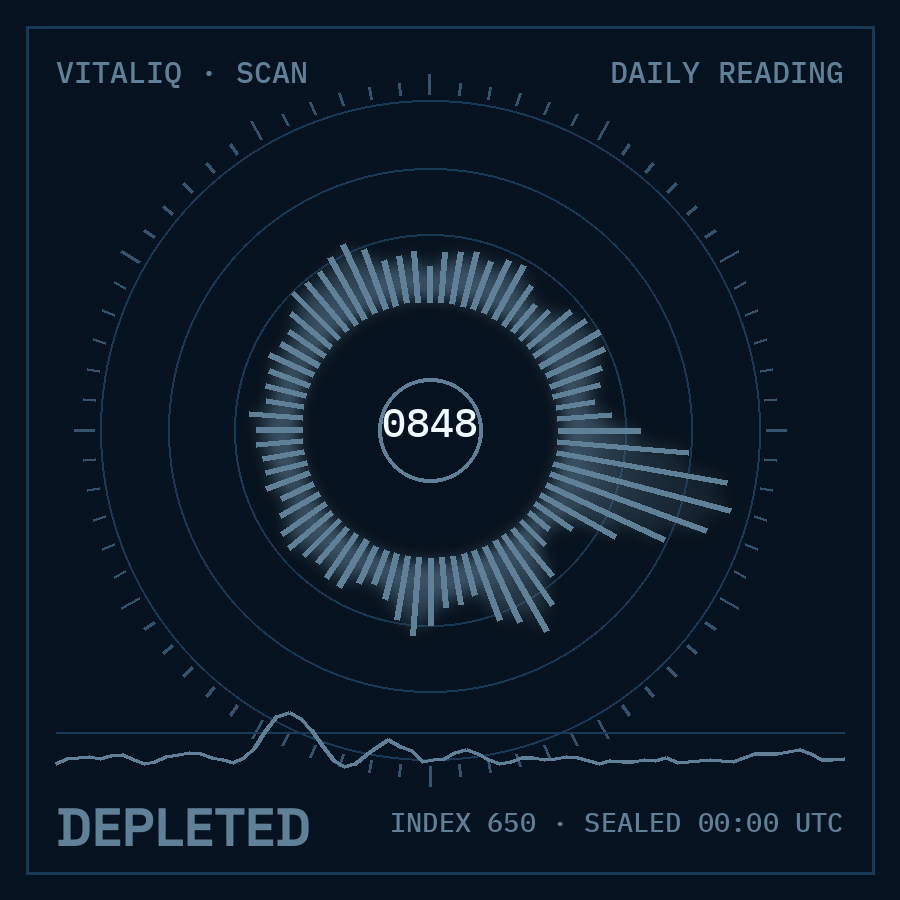 VITALIQ · SCAN
DAILY READING
0848
DEPLETED
INDEX 650 · SEALED 00:00 UTC